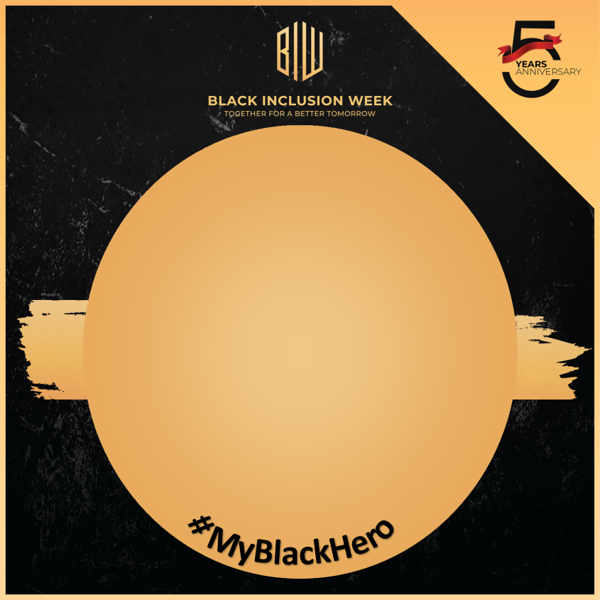 BIW
BLACK INCLUSION WEEK
TOGETHER FOR A BETTER TOMORROW
5
YEARS
ANNIVERSARY
#MyBlackHero